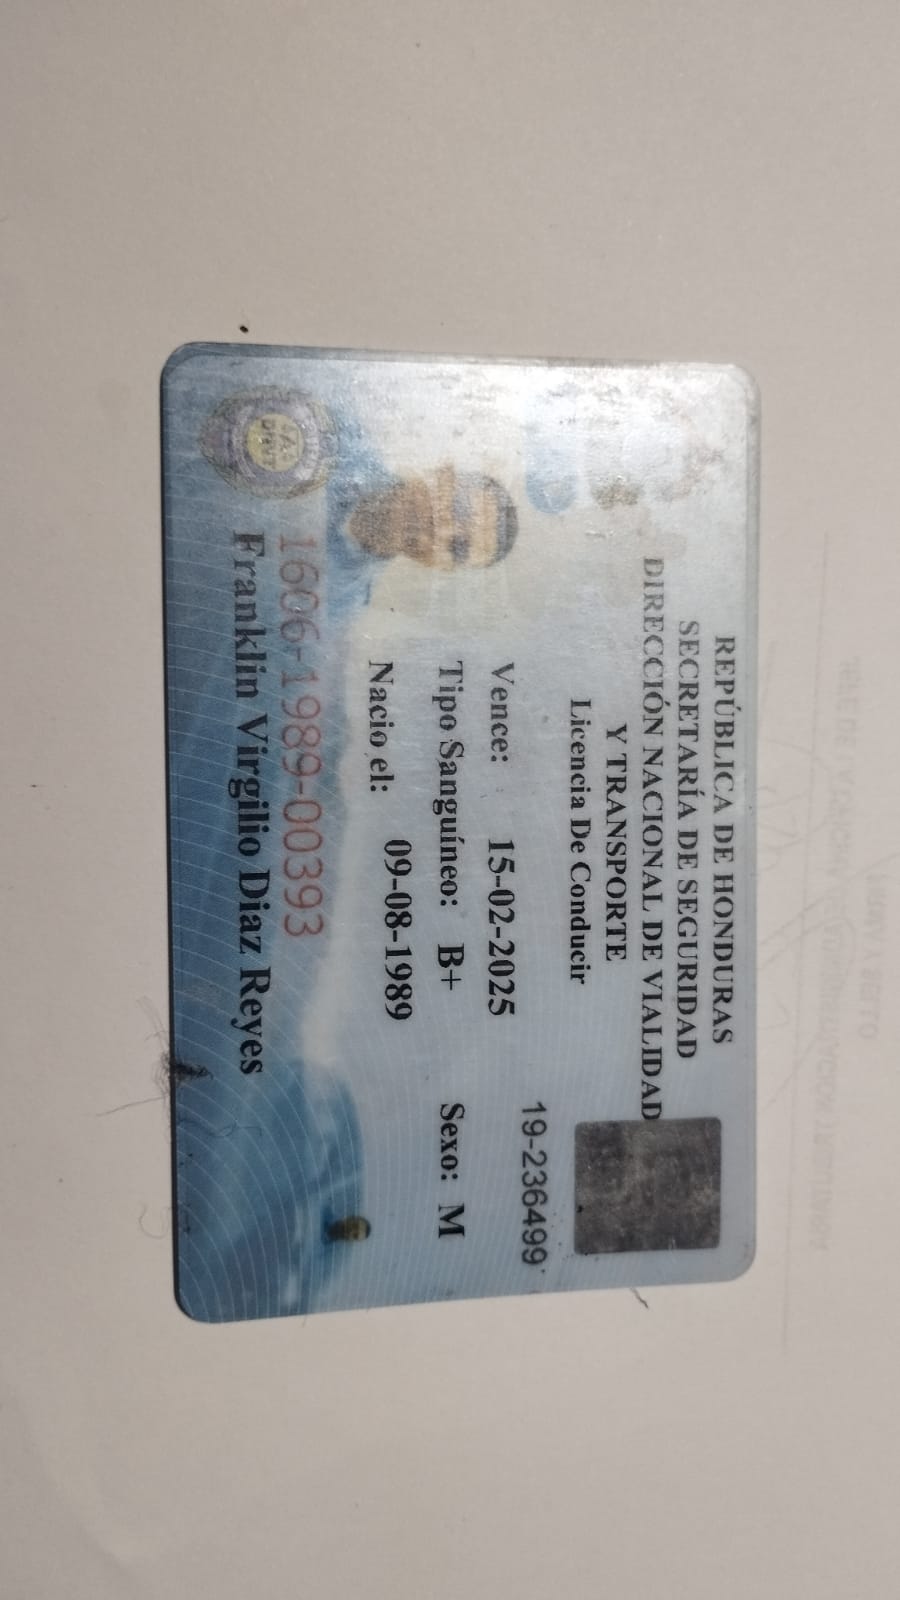 REPÚBLICA DE HONDURAS
SECRETARÍA DE SEGURIDAD
DIRECCIÓN NACIONAL DE VIALIDAD
Y TRANSPORTE
Licencia De Conducir
19-236499
Vence: 15-02-2025
Tipo Sanguíneo: B+ Sexo: M
Nacio el: 09-08-1989
1606-1989-00393
Franklin Virgilio Diaz Reyes